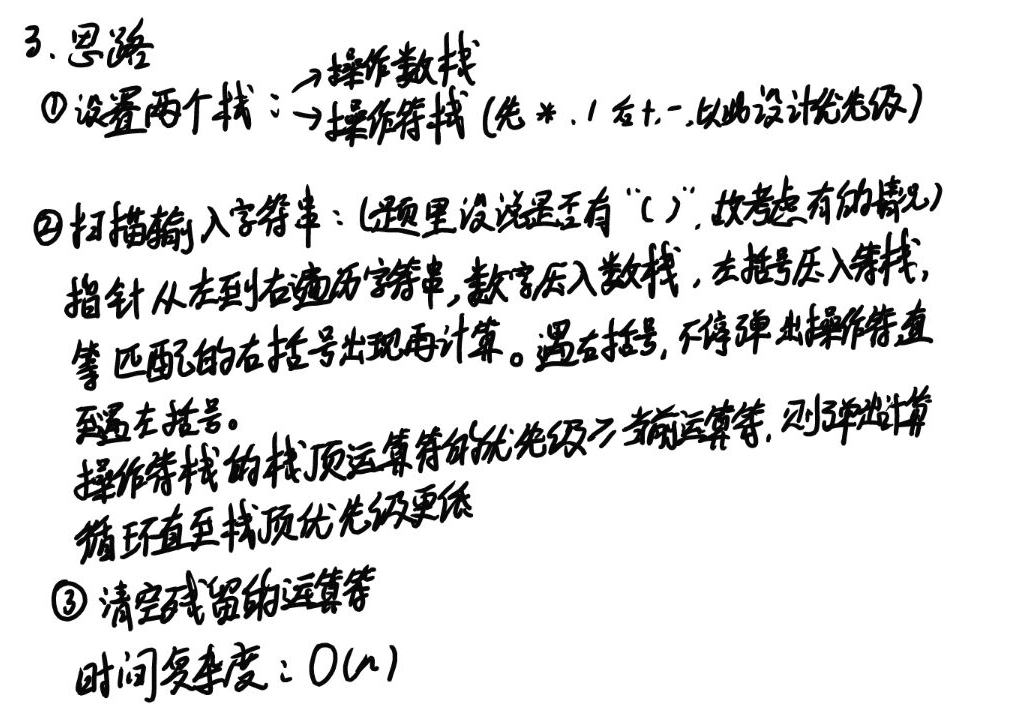 3. 思路
① 设置两个栈: →操作数栈
→操作符栈 (先 *、/ 后 +、-,以此设计优先级)
② 扫描输入字符串:(题里没说是否有 "( )",故考虑有的情况)
指针从左到右遍历字符串,数字压入数栈,左括号压入符栈,
等匹配的右括号出现再计算。遇右括号,不停弹出操作符直
至遇左括号。
操作符栈的栈顶运算符的优先级≥当前运算符,则弹出计算
循环直至栈顶优先级更低
③ 清空残留的运算符
时间复杂度:O(n)